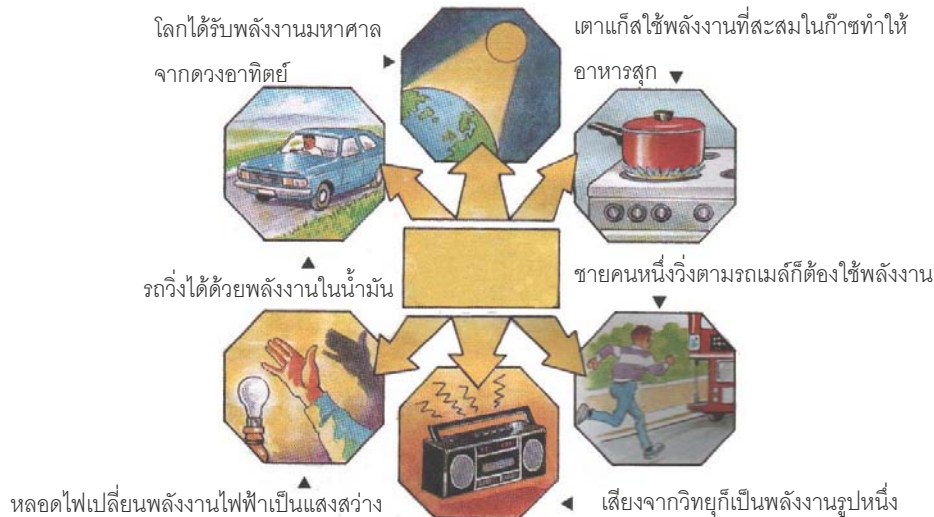 โลกได้รับพลังงานมหาศาล
จากดวงอาทิตย์
เตาแก็สใช้พลังงานที่สะสมในก๊าซทำให้
อาหารสุก
รถวิ่งได้ด้วยพลังงานในน้ำมัน
ชายคนหนึ่งวิ่งตามรถเมล์ก็ต้องใช้พลังงาน
หลอดไฟเปลี่ยนพลังงานไฟฟ้าเป็นแสงสว่าง
เสียงจากวิทยุก็เป็นพลังงานรูปหนึ่ง